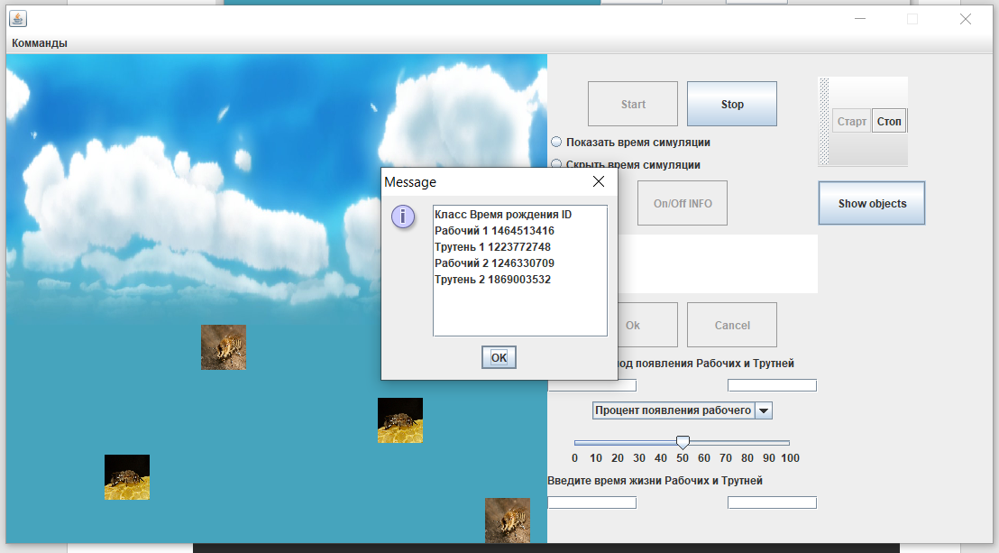 Комманды
Start
Stop
Старт
Стоп
Показать время симуляции
Скрыть время симуляции
On/Off INFO
Show objects
Message
Класс Время рождения ID
Рабочий 1 1464513416
Трутень 1 1223772748
Рабочий 2 1246330709
Трутень 2 1869003532
OK
Ok
Cancel
появления Рабочих и Трутней
Процент появления рабочего
0 10 20 30 40 50 60 70 80 90 100
Введите время жизни Рабочих и Трутней